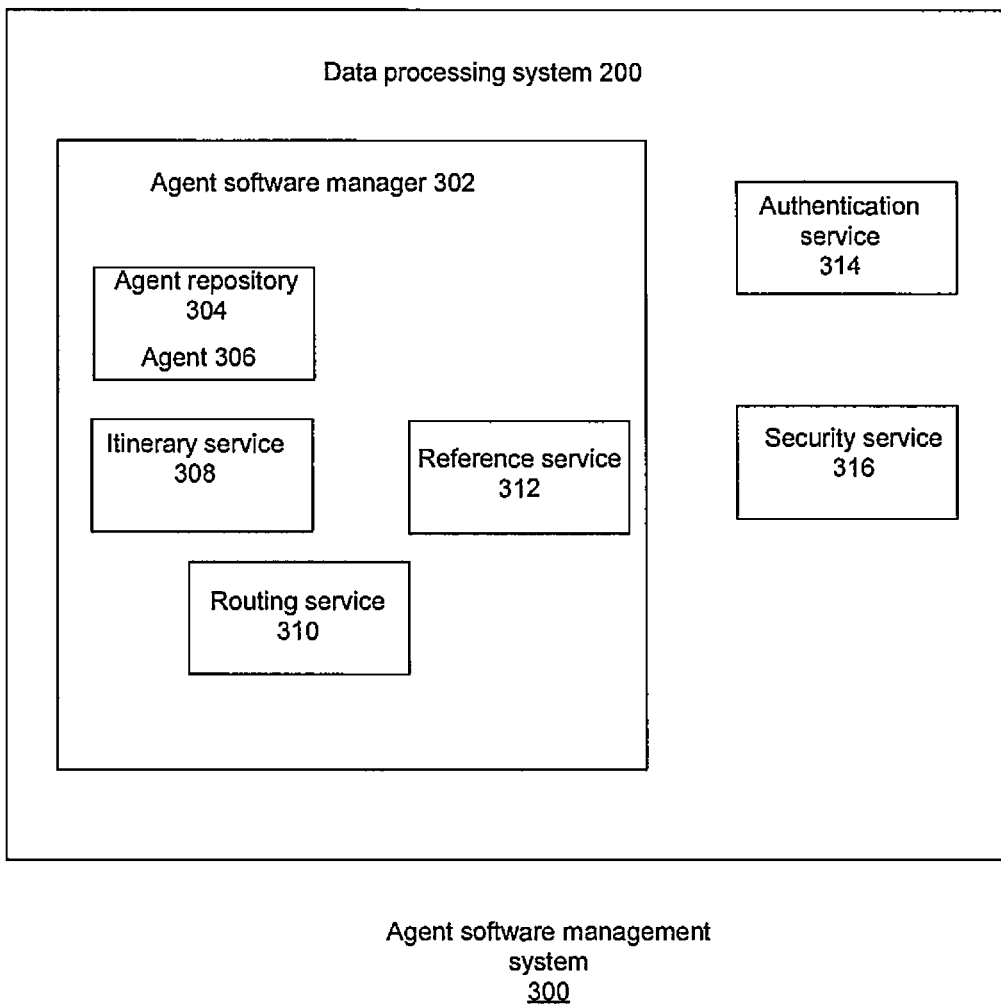 Data processing system 200
Agent software manager 302
Agent repository
304
Agent 306
Authentication
service
314
Itinerary service
308
Reference service
312
Security service
316
Routing service
310
Agent software management
system
300